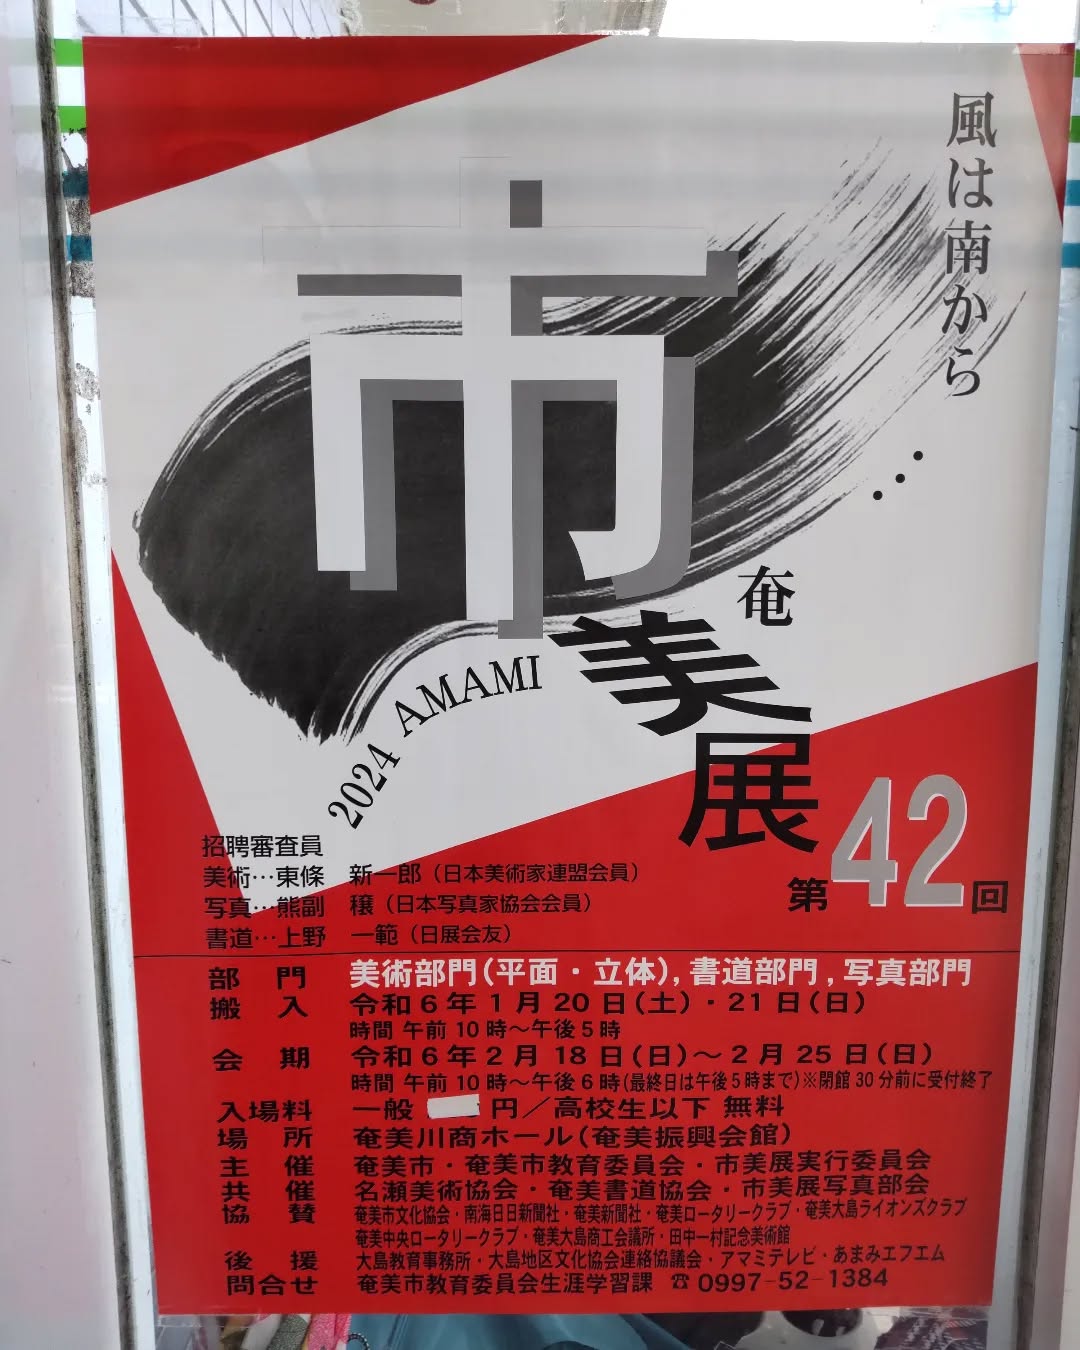 風は南から
…
市
奄
美
展
2024 AMAMI
第42回
招聘審査員
美術…東條 新一郎（日本美術家連盟会員）
写真…熊副 穣（日本写真家協会会員）
書道…上野 一範（日展会友）
部 門 美術部門（平面・立体），書道部門，写真部門
搬 入 令和6年1月20日（土）・21日（日）
時間 午前10時～午後5時
会 期 令和6年2月18日（日）～2月25日（日）
時間 午前10時～午後6時（最終日は午後5時まで）※閉館30分前に受付終了
入場料 一般 円／高校生以下 無料
場 所 奄美川商ホール（奄美振興会館）
主 催 奄美市・奄美市教育委員会・市美展実行委員会
共 催 名瀬美術協会・奄美書道協会・市美展写真部会
協 賛 奄美市文化協会・南海日日新聞社・奄美新聞社・奄美ロータリークラブ・奄美大島ライオンズクラブ
奄美中央ロータリークラブ・奄美大島商工会議所・田中一村記念美術館
後 援 大島教育事務所・大島地区文化協会連絡協議会・アマミテレビ・あまみエフエム
問合せ 奄美市教育委員会生涯学習課 ☎0997-52-1384